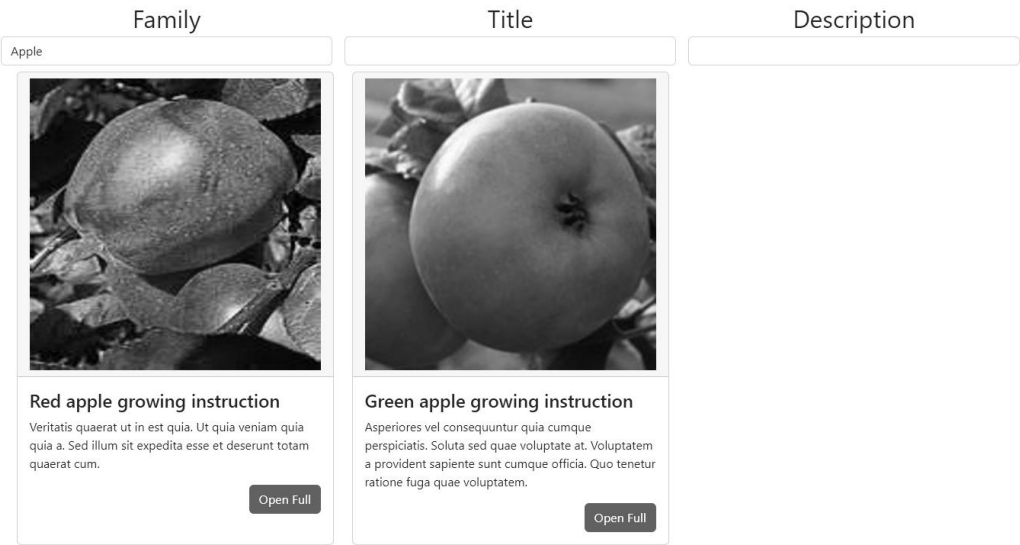 Family
Title
Description
Apple
Red apple growing instruction
Veritatis quaerat ut in est quia. Ut quia veniam quia
quia a. Sed illum sit expedita esse et deserunt totam
quaerat cum.
Open Full
Green apple growing instruction
Asperiores vel consequuntur quia cumque
perspiciatis. Soluta sed quae voluptate at. Voluptatem
a provident sapiente sunt cumque officia. Quo tenetur
ratione fuga quae voluptatem.
Open Full